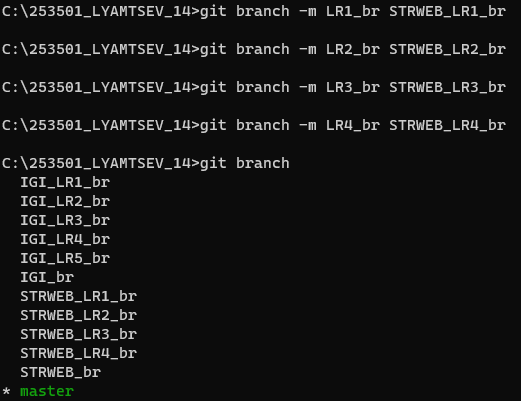 C:\253501_LYAMTSEV_14>git branch -m LR1_br STRWEB_LR1_br
C:\253501_LYAMTSEV_14>git branch -m LR2_br STRWEB_LR2_br
C:\253501_LYAMTSEV_14>git branch -m LR3_br STRWEB_LR3_br
C:\253501_LYAMTSEV_14>git branch -m LR4_br STRWEB_LR4_br
C:\253501_LYAMTSEV_14>git branch
IGI_LR1_br
IGI_LR2_br
IGI_LR3_br
IGI_LR4_br
IGI_LR5_br
IGI_br
STRWEB_LR1_br
STRWEB_LR2_br
STRWEB_LR3_br
STRWEB_LR4_br
STRWEB_br
* master